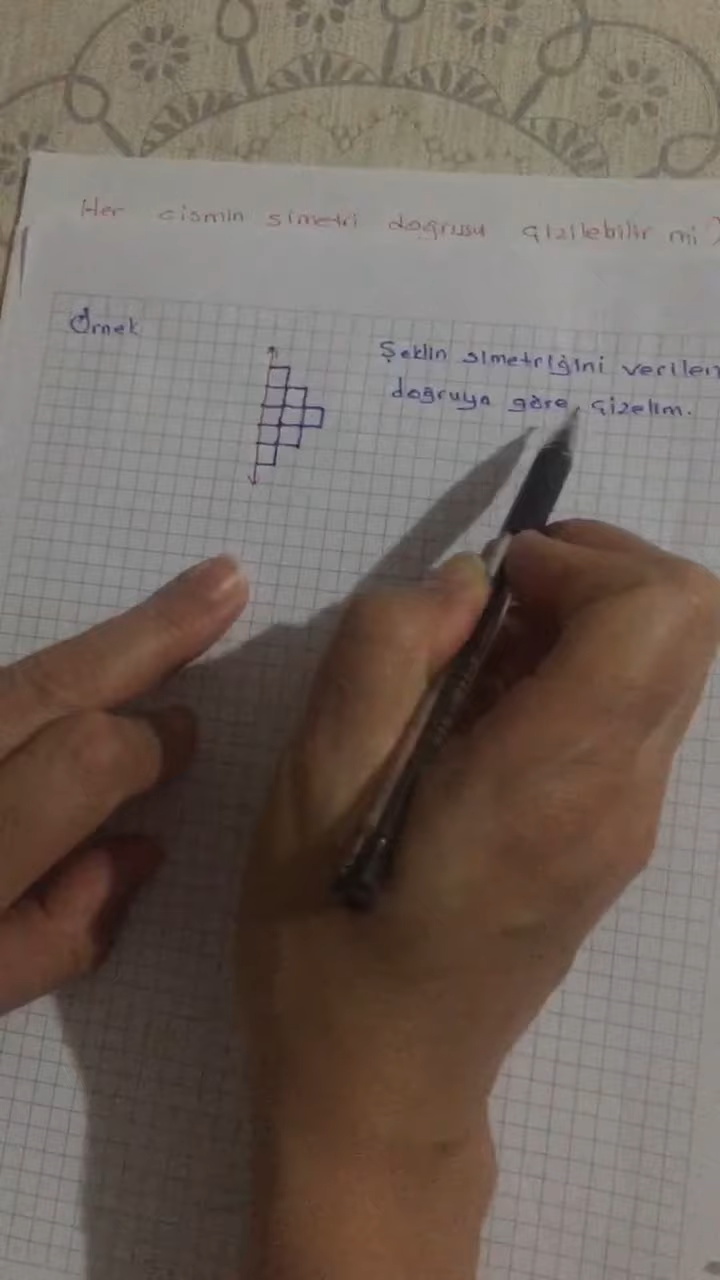 Her cismin simetri doğrusu çizilebilir mi?
Örnek
Şeklin simetriğini verilen
doğruya göre çizelim.